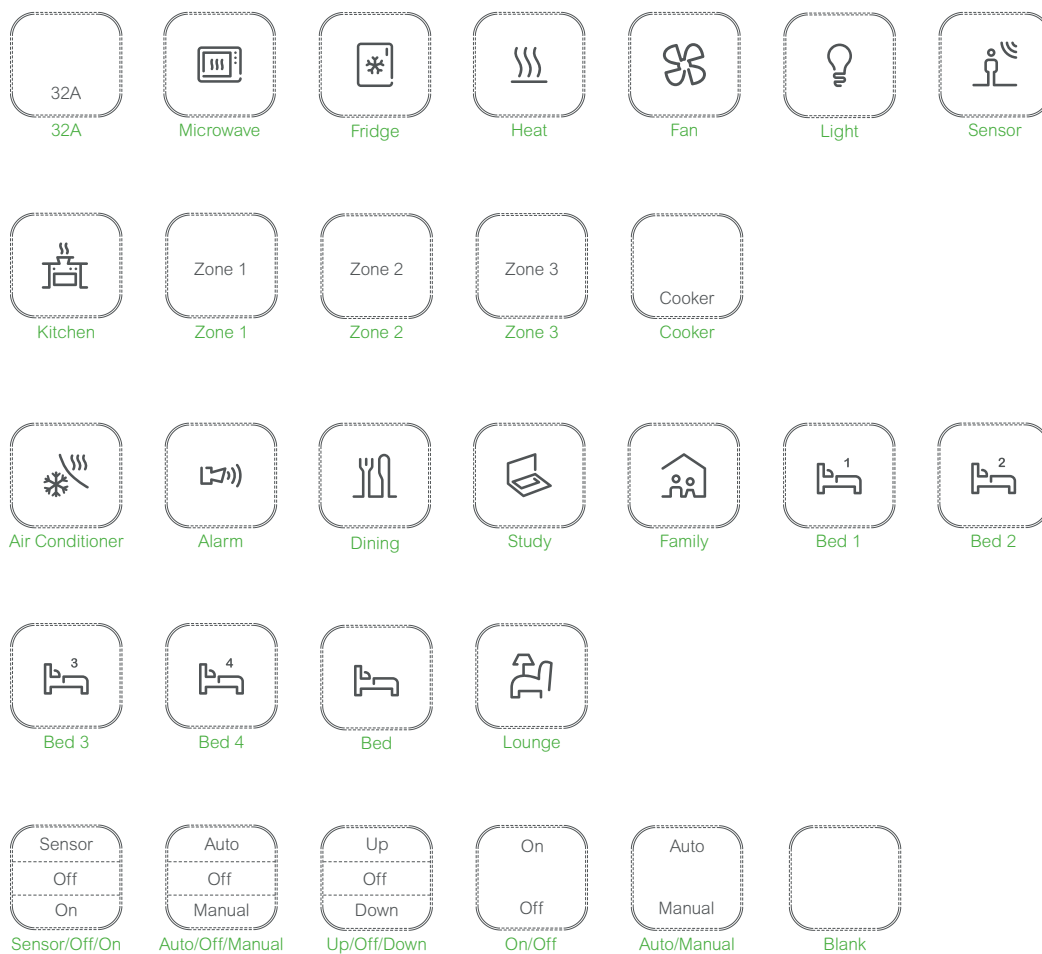 32A
32A
Microwave
Fridge
Heat
Fan
Light
Sensor
Kitchen
Zone 1
Zone 1
Zone 2
Zone 2
Zone 3
Zone 3
Cooker
Cooker
Air Conditioner
Alarm
Dining
Study
Family
1
Bed 1
2
Bed 2
3
Bed 3
4
Bed 4
Bed
Lounge
Sensor
Off
On
Sensor/Off/On
Auto
Off
Manual
Auto/Off/Manual
Up
Off
Down
Up/Off/Down
On
Off
On/Off
Auto
Manual
Auto/Manual
Blank